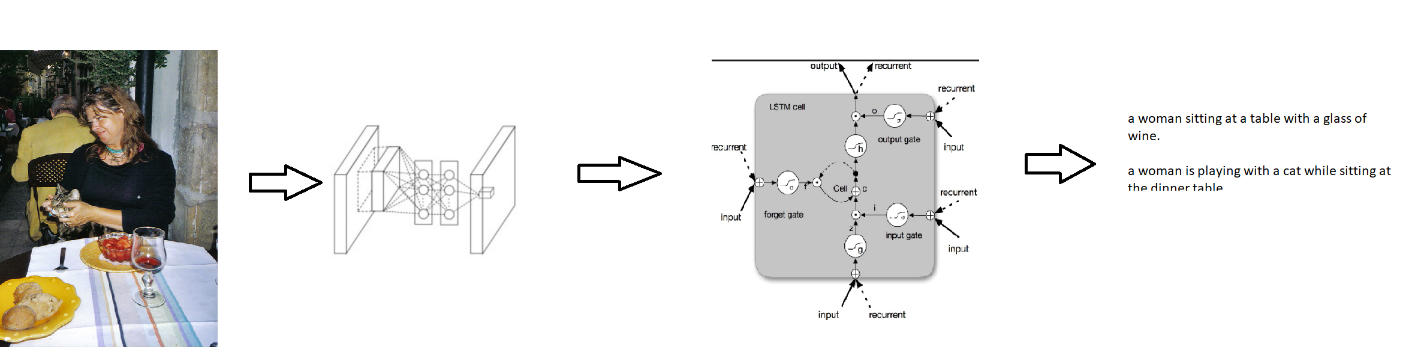 output recurrent
recurrent
LSTM cell
o
output gate
input
h
recurrent
Cell
recurrent
input
forget gate
i
input gate
input
z
g
input recurrent
a woman sitting at a table with a glass of
wine.
a woman is playing with a cat while sitting at
the dinner table